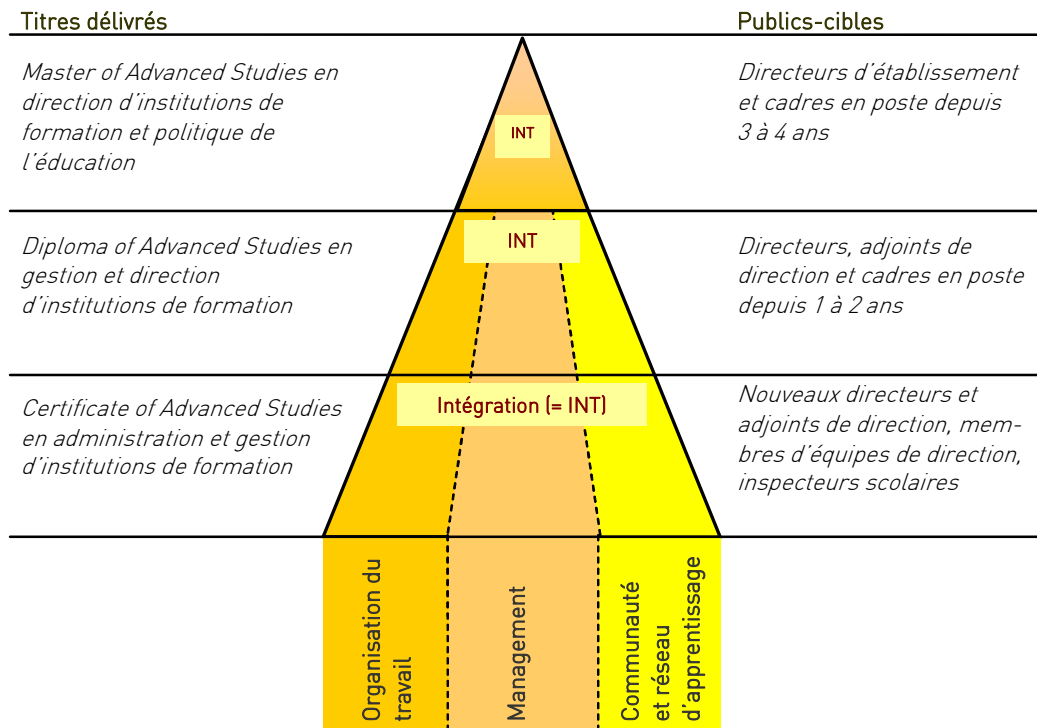 Titres délivrés
Publics-cibles
Master of Advanced Studies en
direction d'institutions de
formation et politique de
l'éducation
INT
Directeurs d'établissement
et cadres en poste depuis
3 à 4 ans
Diploma of Advanced Studies en
gestion et direction
d'institutions de formation
INT
Directeurs, adjoints de
direction et cadres en poste
depuis 1 à 2 ans
Certificate of Advanced Studies
en administration et gestion
d'institutions de formation
Intégration (= INT)
Nouveaux directeurs et
adjoints de direction, mem-
bres d'équipes de direction,
inspecteurs scolaires
Organisation du
travail
Management
Communauté
et réseau
d'apprentissage